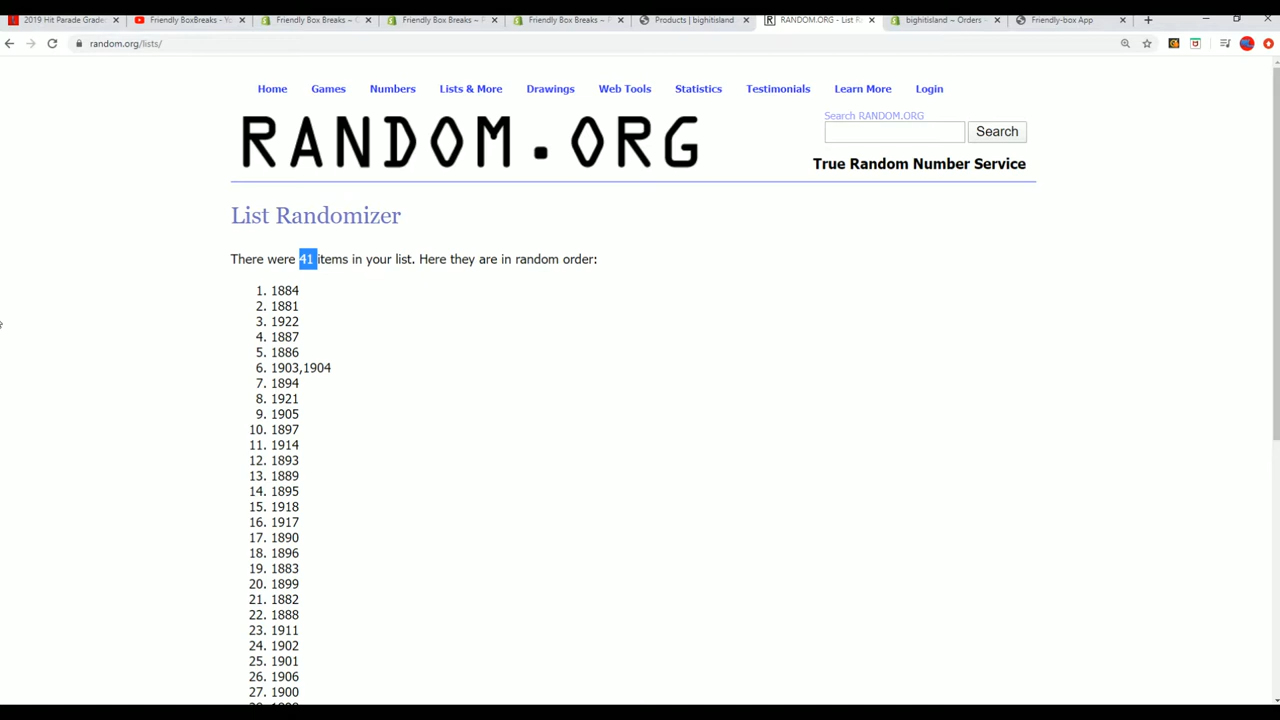 2019 Hit Parade Grade
Friendly BoxBreaks - Yo
Friendly Box Breaks ~ C
Friendly Box Breaks ~ F
Friendly Box Breaks ~ F
Products | bighitisland
RANDOM.ORG - List R
bighitisland ~ Orders ~
Friendly-box App
random.org/lists/
Home Games Numbers Lists & More Drawings Web Tools Statistics Testimonials Learn More Login
Search RANDOM.ORG
RANDOM.ORG
Search
True Random Number Service
List Randomizer
There were 41 items in your list. Here they are in random order:
1. 1884
2. 1881
3. 1922
4. 1887
5. 1886
6. 1903,1904
7. 1894
8. 1921
9. 1905
10. 1897
11. 1914
12. 1893
13. 1889
14. 1895
15. 1918
16. 1917
17. 1890
18. 1896
19. 1883
20. 1899
21. 1882
22. 1888
23. 1911
24. 1902
25. 1901
26. 1906
27. 1900